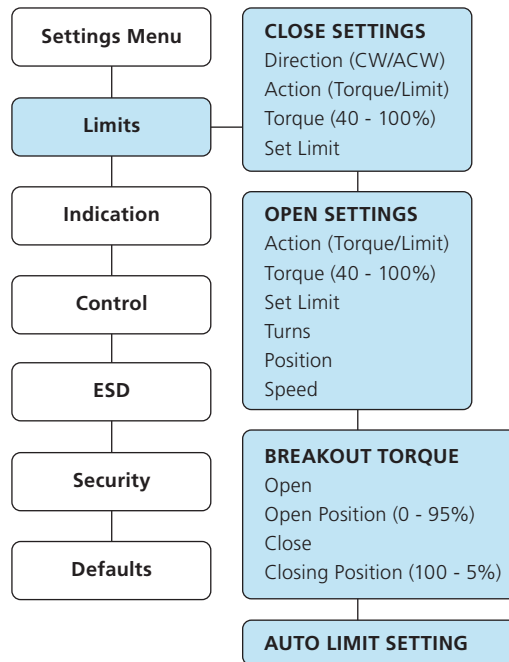 Settings Menu
Limits
Indication
Control
ESD
Security
Defaults
CLOSE SETTINGS
Direction (CW/ACW)
Action (Torque/Limit)
Torque (40 - 100%)
Set Limit
OPEN SETTINGS
Action (Torque/Limit)
Torque (40 - 100%)
Set Limit
Turns
Position
Speed
BREAKOUT TORQUE
Open
Open Position (0 - 95%)
Close
Closing Position (100 - 5%)
AUTO LIMIT SETTING